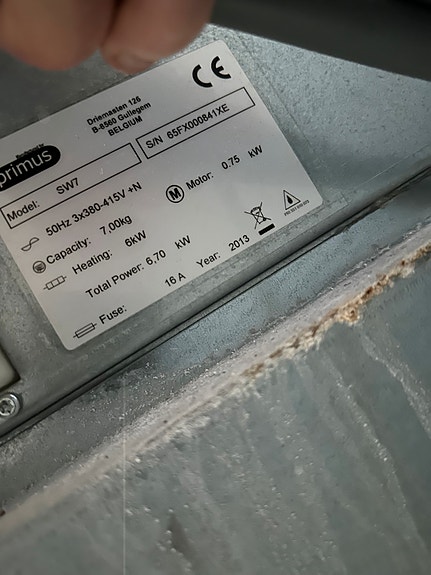 primus
Driemasten 126
B-8560 Gullegem
BELGIUM
CE
Model: SW7
S/N 65FX000841XE
50Hz 3x380-415V +N
Capacity: 7.00kg
M Motor: 0.75 kW
Heating: 6kW
Total Power: 6,70 kW
Fuse: 16 A Year: 2013